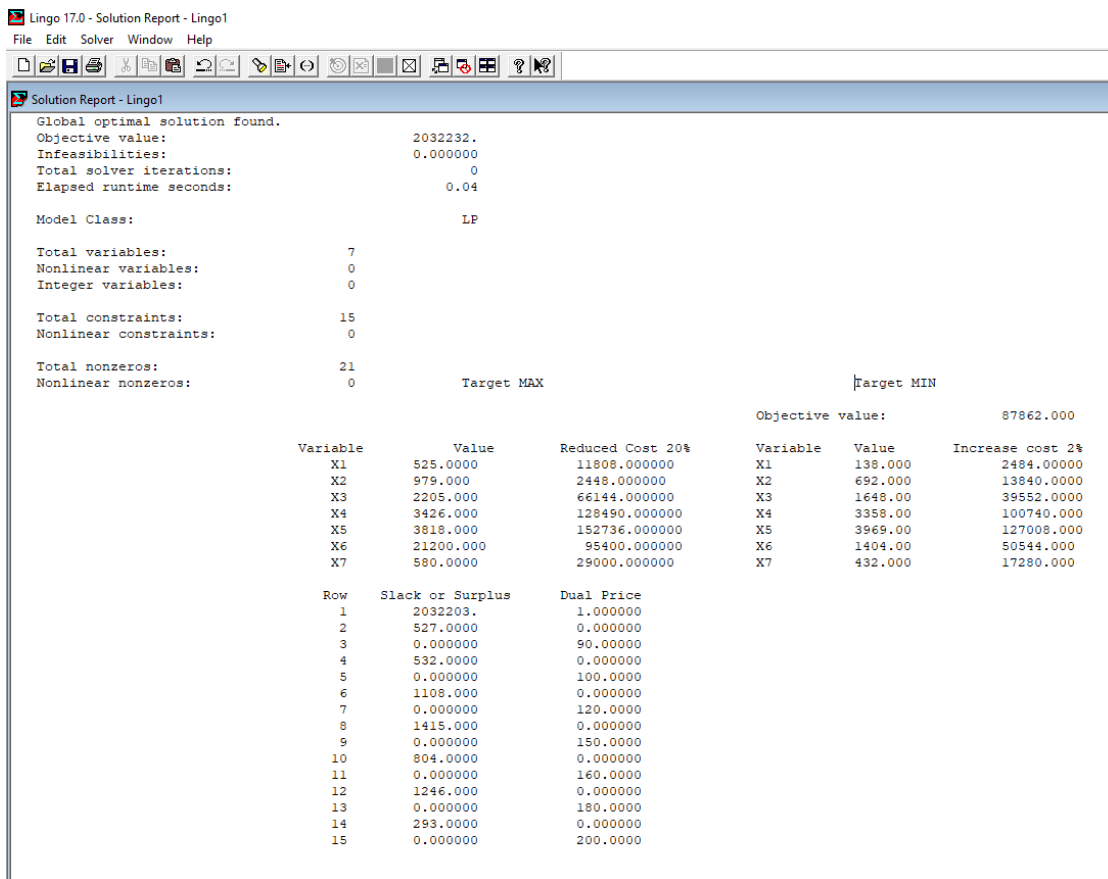 Lingo 17.0 - Solution Report - Lingo1
File Edit Solver Window Help
Solution Report - Lingo1
Global optimal solution found.
Objective value: 2032232.
Infeasibilities: 0.000000
Total solver iterations: 0
Elapsed runtime seconds: 0.04
Model Class: LP
Total variables: 7
Nonlinear variables: 0
Integer variables: 0
Total constraints: 15
Nonlinear constraints: 0
Total nonzeros: 21
Nonlinear nonzeros: 0 Target MAX Target MIN
Objective value: 87862.000
Variable Value Reduced Cost 20% Variable Value Increase cost 2%
X1 525.0000 11808.000000 X1 138.000 2484.00000
X2 979.000 2448.000000 X2 692.000 13840.0000
X3 2205.000 66144.000000 X3 1648.00 39552.0000
X4 3426.000 128490.000000 X4 3358.00 100740.000
X5 3818.000 152736.000000 X5 3969.00 127008.000
X6 21200.000 95400.000000 X6 1404.00 50544.000
X7 580.0000 29000.000000 X7 432.000 17280.000
Row Slack or Surplus Dual Price
1 2032203. 1.000000
2 527.0000 0.000000
3 0.000000 90.00000
4 532.0000 0.000000
5 0.000000 100.0000
6 1108.000 0.000000
7 0.000000 120.0000
8 1415.000 0.000000
9 0.000000 150.0000
10 804.0000 0.000000
11 0.000000 160.0000
12 1246.000 0.000000
13 0.000000 180.0000
14 293.0000 0.000000
15 0.000000 200.0000